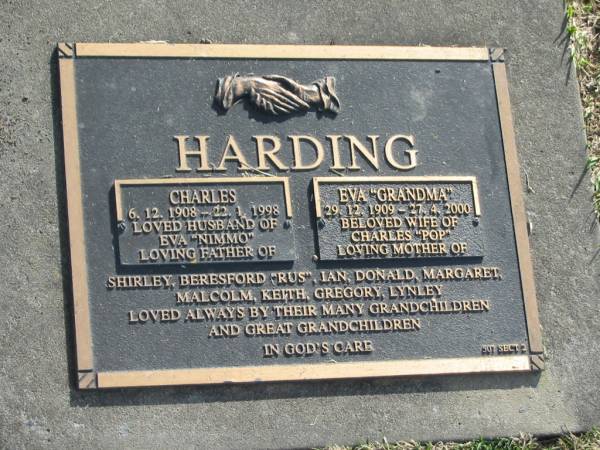 HARDING
CHARLES
6. 12. 1908 – 22. 1. 1998
LOVED HUSBAND OF
EVA "NIMMO"
LOVING FATHER OF
EVA "GRANDMA"
29. 12. 1909 – 27. 4. 2000
BELOVED WIFE OF
CHARLES "POP"
LOVING MOTHER OF
SHIRLEY, BERESFORD "RUS", IAN, DONALD, MARGARET,
MALCOLM, KEITH, GREGORY, LYNLEY
LOVED ALWAYS BY THEIR MANY GRANDCHILDREN
AND GREAT GRANDCHILDREN
IN GOD'S CARE
SECT 2